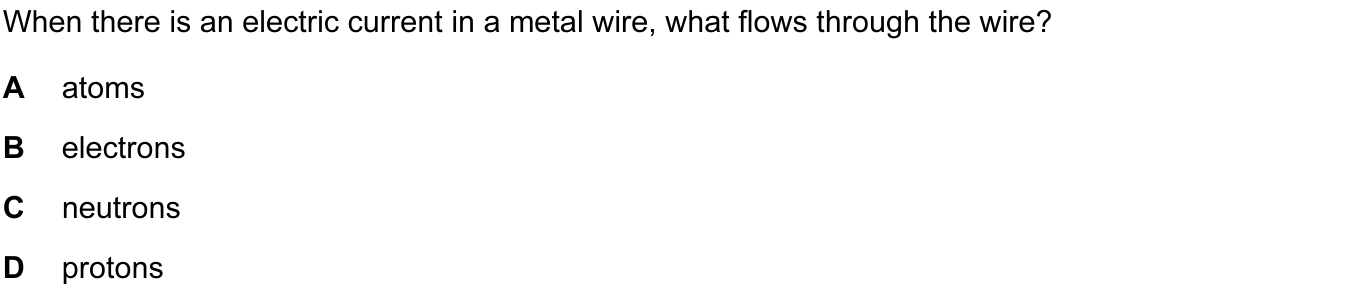 When there is an electric current in a metal wire, what flows through the wire?
A atoms
B electrons
C neutrons
D protons